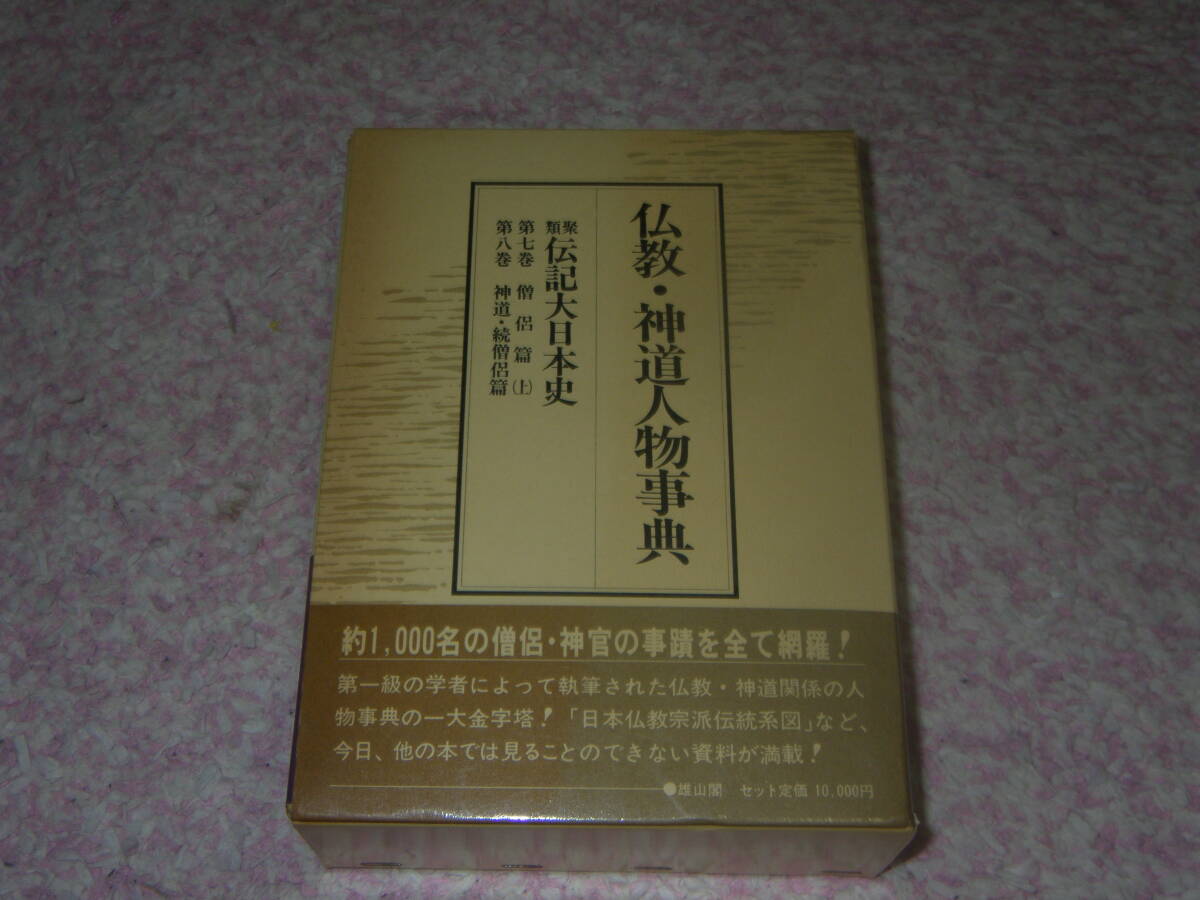 仏教・神道人物事典
類聚 伝記大日本史
第七巻 僧侶篇(上)
第八巻 神道・続僧侶篇
約1,000名の僧侶・神官の事蹟を全て網羅!
第一級の学者によって執筆された仏教・神道関係の人
物事典の一大金字塔!「日本仏教宗派伝統系図」など、
今日、他の本では見ることのできない資料が満載!
●雄山閣 セット定価 10,000円